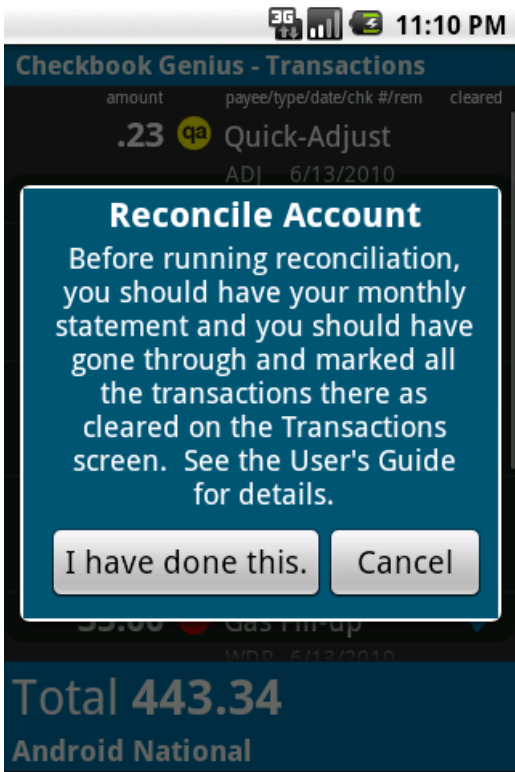 3G 11:10 PM
Checkbook Genius - Transactions
amount payee/type/date/chk #/rem cleared
.23 qa Quick-Adjust
ADJ 6/13/2010
Reconcile Account
Before running reconciliation,
you should have your monthly
statement and you should have
gone through and marked all
the transactions there as
cleared on the Transactions
screen. See the User's Guide
for details.
I have done this. Cancel
Gas Fill-up
WDR 6/13/2010
Total 443.34
Android National